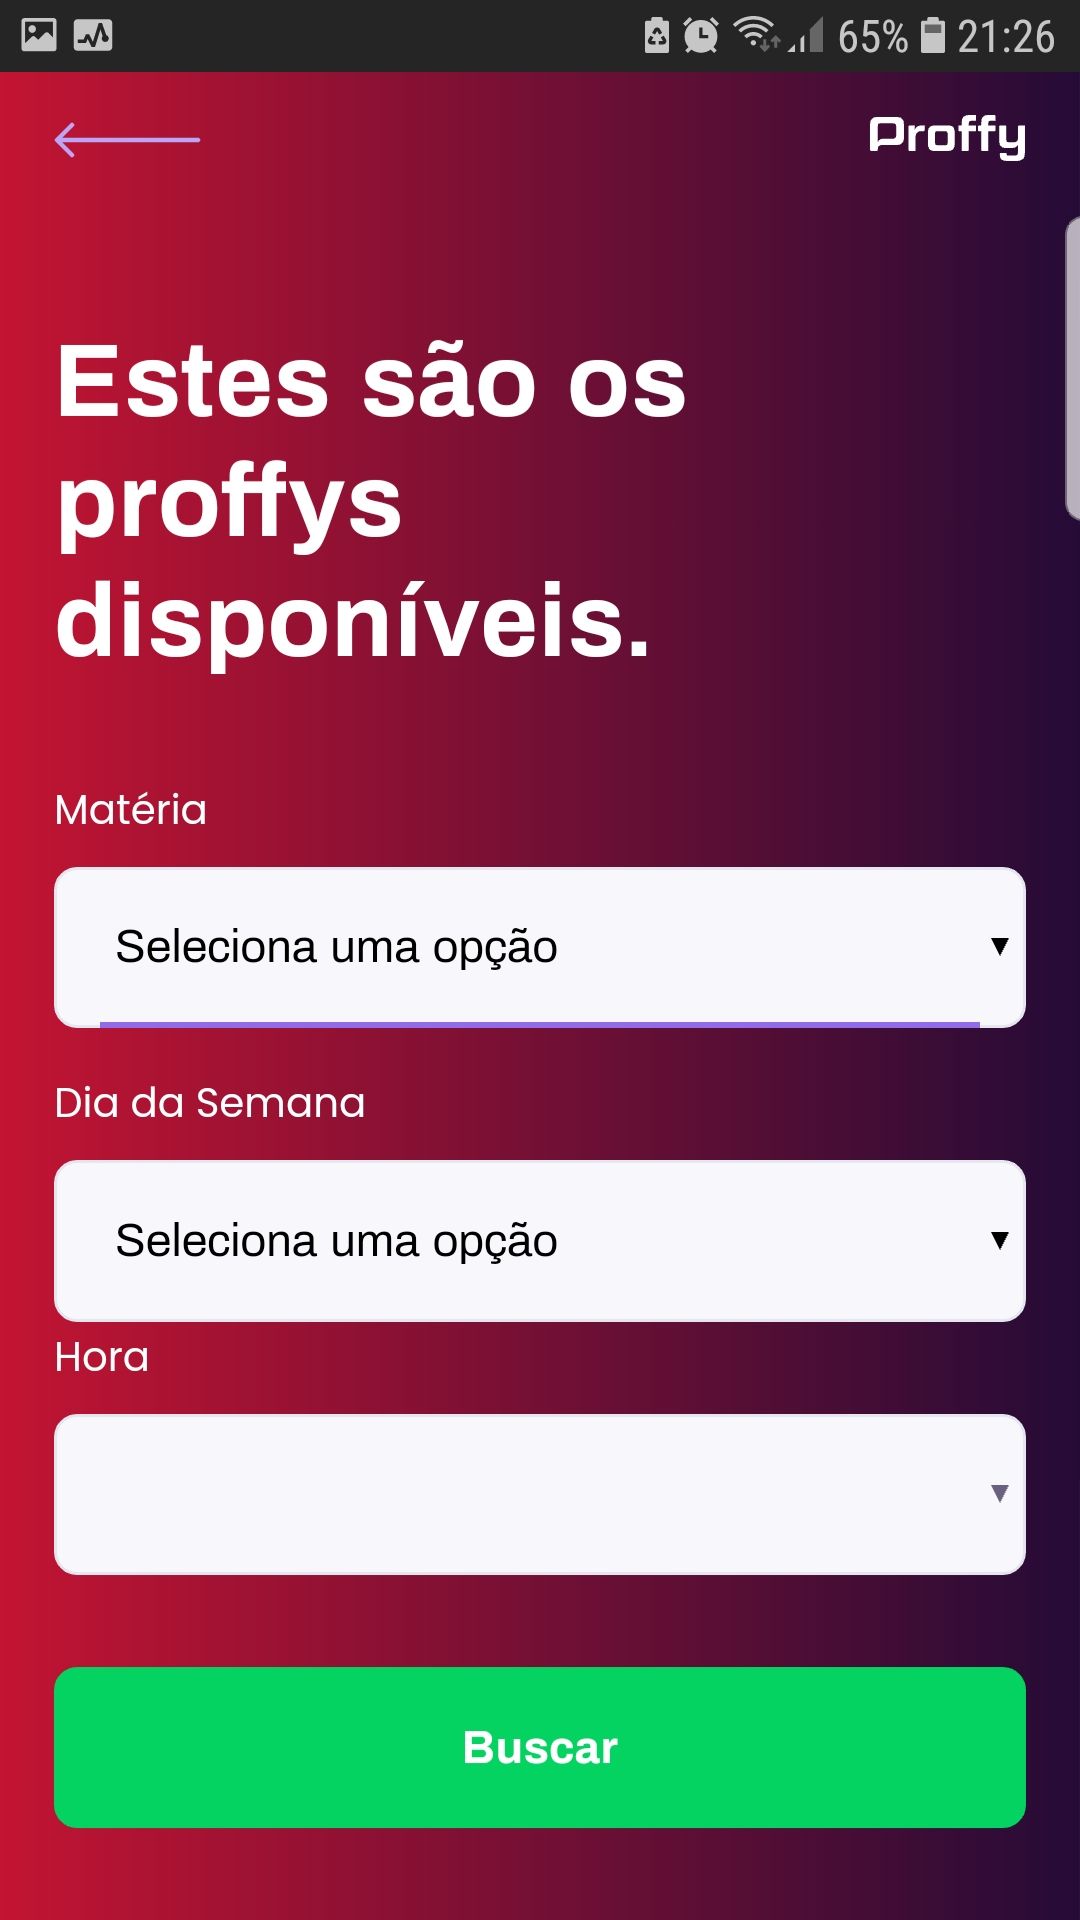 65% 21:26
Proffy
Estes são os
proffys
disponíveis.
Matéria
Seleciona uma opção
Dia da Semana
Seleciona uma opção
Hora
Buscar